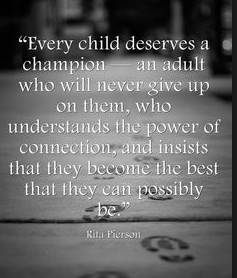 “Every child deserves a
champion — an adult
who will never give up
on them, who
understands the power of
connection, and insists
that they become the best
that they can possibly
be.”
Rita Pierson